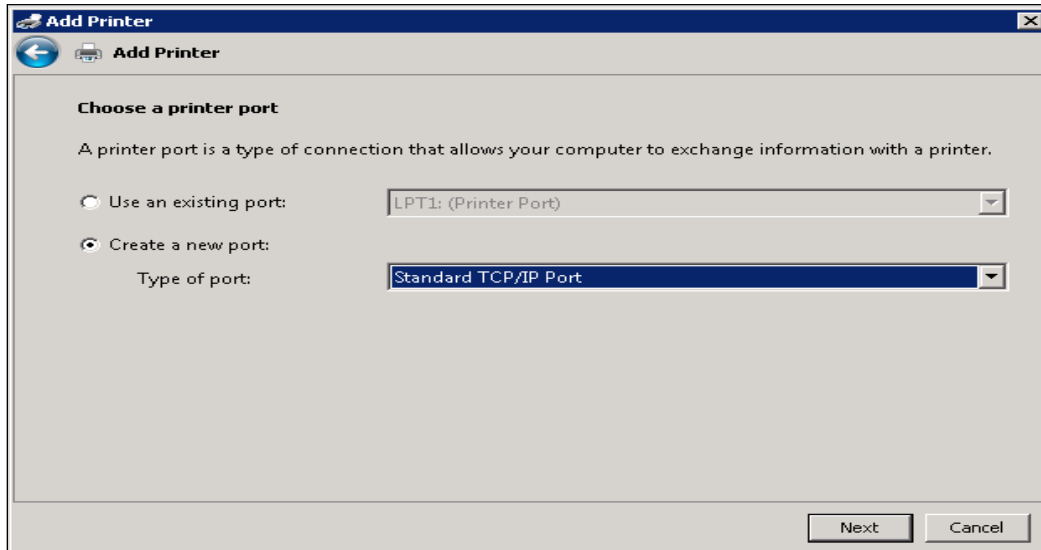 Add Printer
Add Printer
Choose a printer port
A printer port is a type of connection that allows your computer to exchange information with a printer.
Use an existing port: LPT1: (Printer Port)
Create a new port:
Type of port: Standard TCP/IP Port
Next Cancel